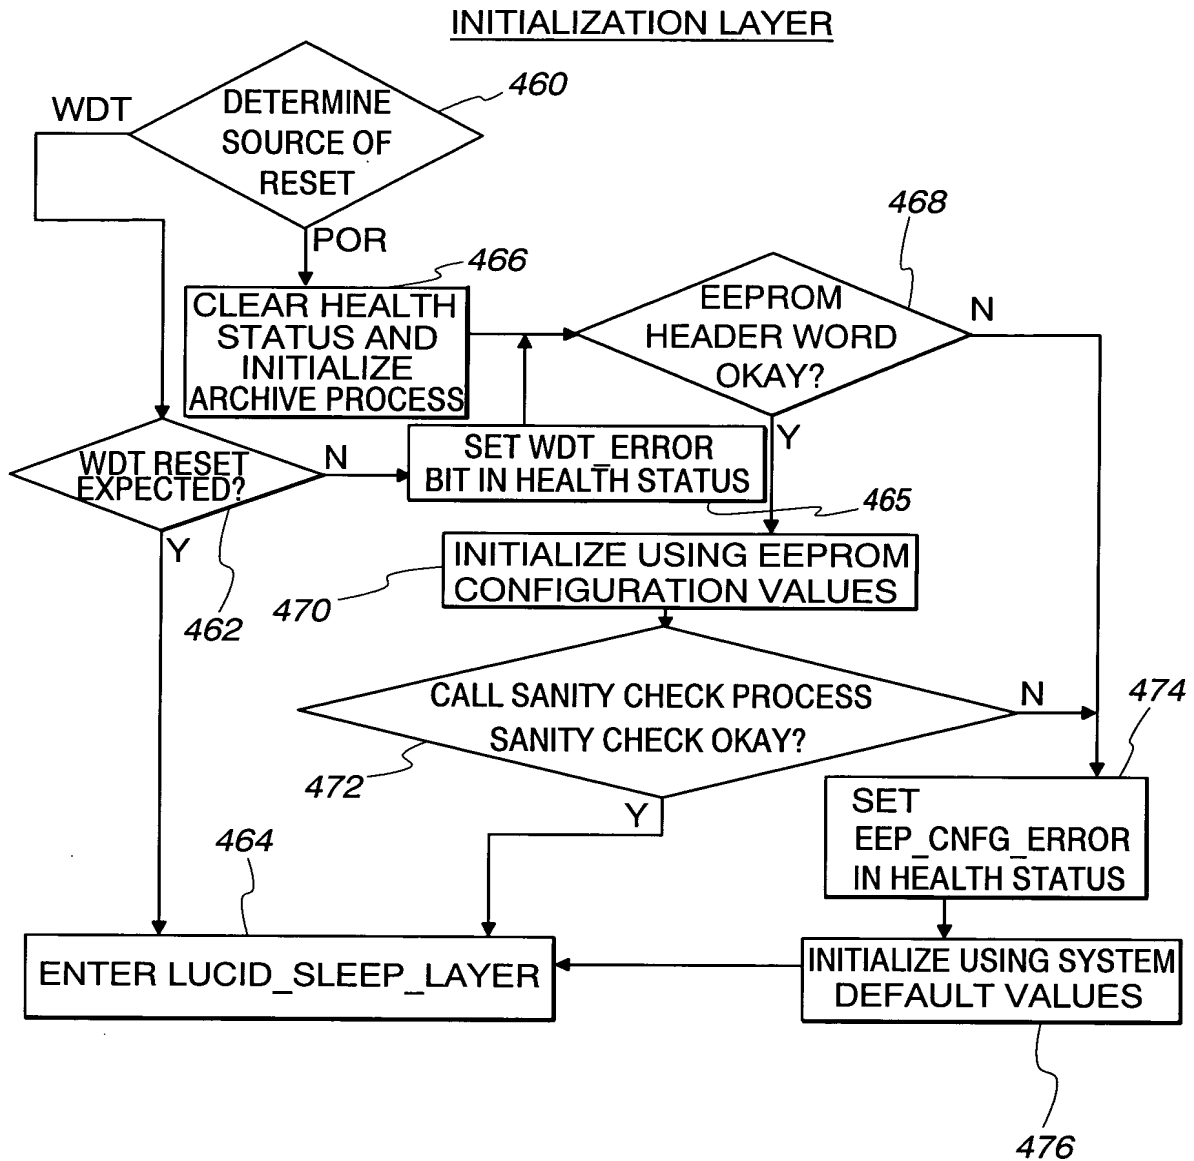 INITIALIZATION LAYER
460
WDT
DETERMINE
SOURCE OF
RESET
POR
466
CLEAR HEALTH
STATUS AND
INITIALIZE
ARCHIVE PROCESS
468
EEPROM
HEADER WORD
OKAY?
N
Y
WDT RESET
EXPECTED?
N
Y
462
SET WDT_ERROR
BIT IN HEALTH STATUS
465
INITIALIZE USING EEPROM
CONFIGURATION VALUES
470
CALL SANITY CHECK PROCESS
SANITY CHECK OKAY?
N
Y
472
474
SET
EEP_CNFG_ERROR
IN HEALTH STATUS
464
ENTER LUCID_SLEEP_LAYER
INITIALIZE USING SYSTEM
DEFAULT VALUES
476